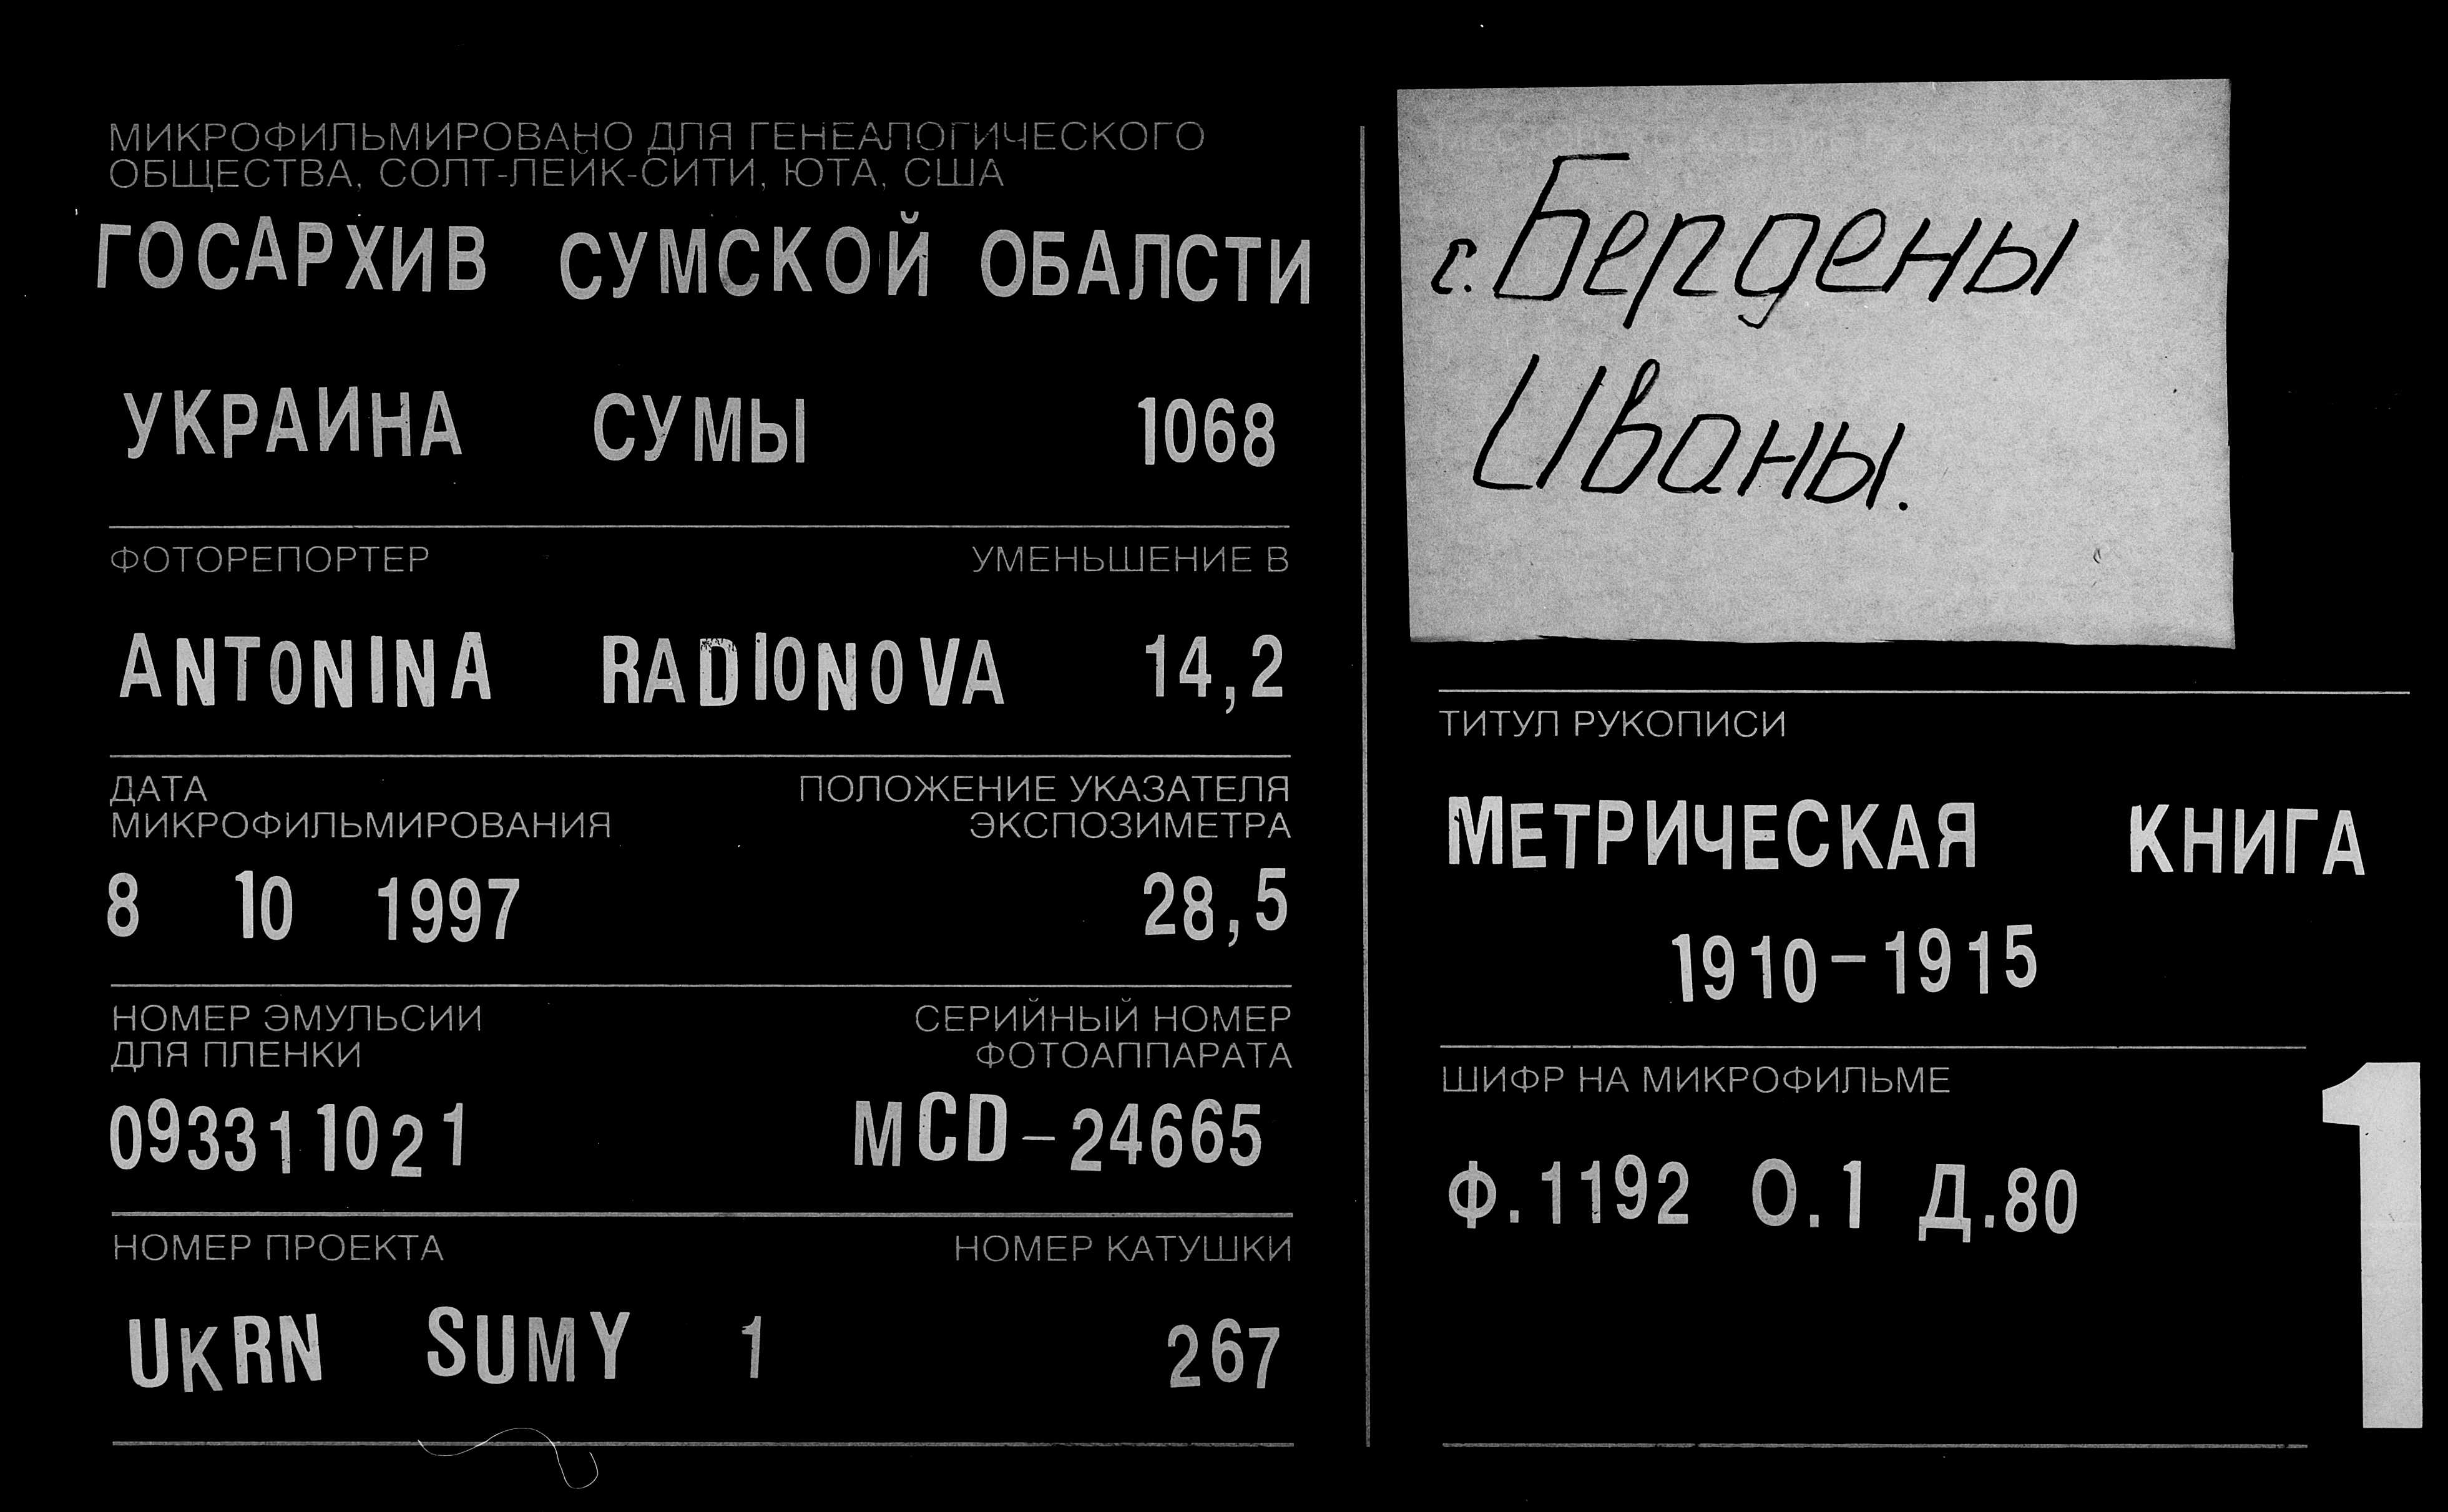 МИКРОФИЛЬМИРОВАНО ДЛЯ ГЕНЕАЛОГИЧЕСКОГО
ОБЩЕСТВА, СОЛТ-ЛЕЙК-СИТИ, ЮТА, США
ГОСАРХИВ СУМСКОЙ ОБАЛСТИ
УКРАИНА СУМЫ 1068
ФОТОРЕПОРТЕР УМЕНЬШЕНИЕ В
ANTONINA RADIONOVA 14,2
ДАТА
МИКРОФИЛЬМИРОВАНИЯ
ПОЛОЖЕНИЕ УКАЗАТЕЛЯ
ЭКСПОЗИМЕТРА
8 10 1997 28,5
НОМЕР ЭМУЛЬСИИ
ДЛЯ ПЛЕНКИ
СЕРИЙНЫЙ НОМЕР
ФОТОАППАРАТА
093311021 MCD-24665
НОМЕР ПРОЕКТА НОМЕР КАТУШКИ
UKRN SUMY 1 267
с. Бердены
Иваны.
ТИТУЛ РУКОПИСИ
МЕТРИЧЕСКАЯ КНИГА
1910-1915
ШИФР НА МИКРОФИЛЬМЕ
Ф.1192 О.1 Д.80
1